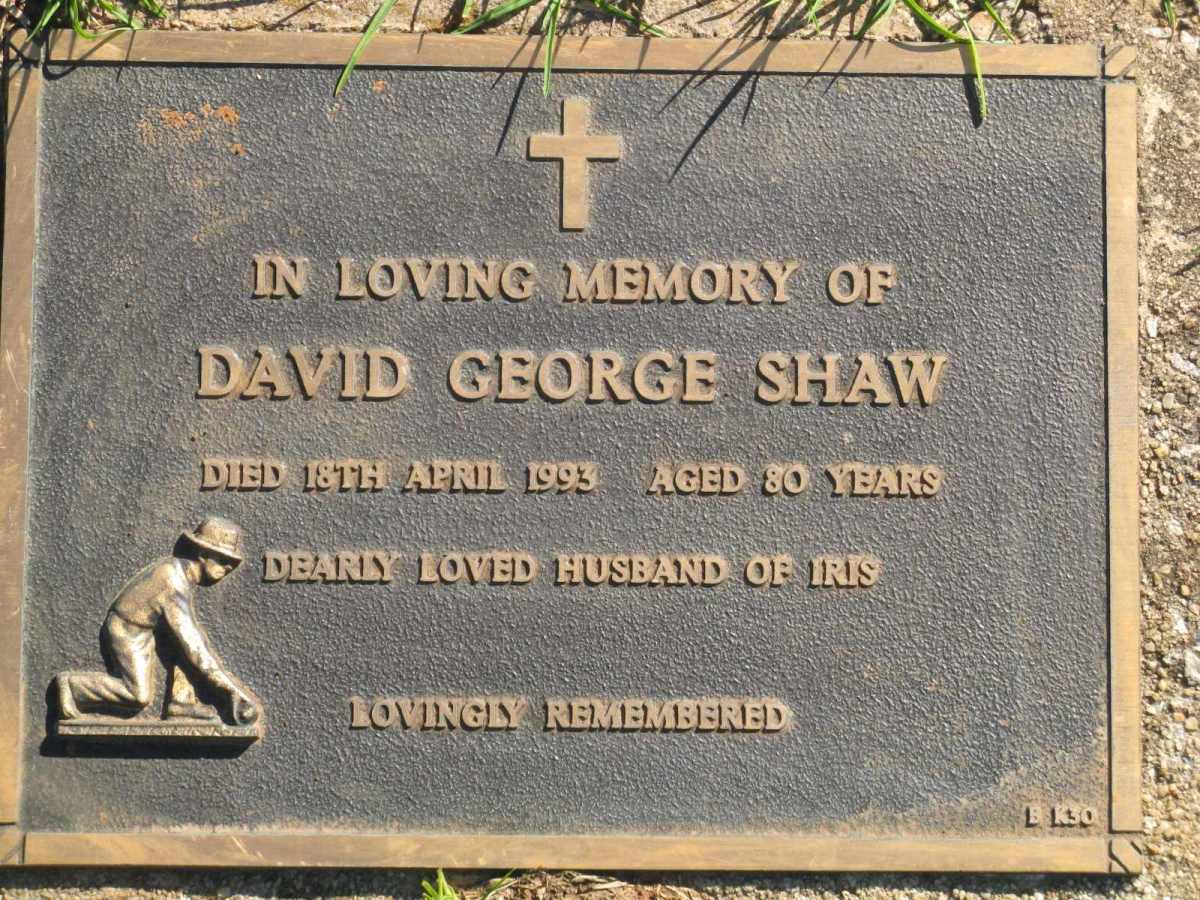 IN LOVING MEMORY OF
DAVID GEORGE SHAW
DIED 18TH APRIL 1993 AGED 80 YEARS
DEARLY LOVED HUSBAND OF IRIS
LOVINGLY REMEMBERED
E K30